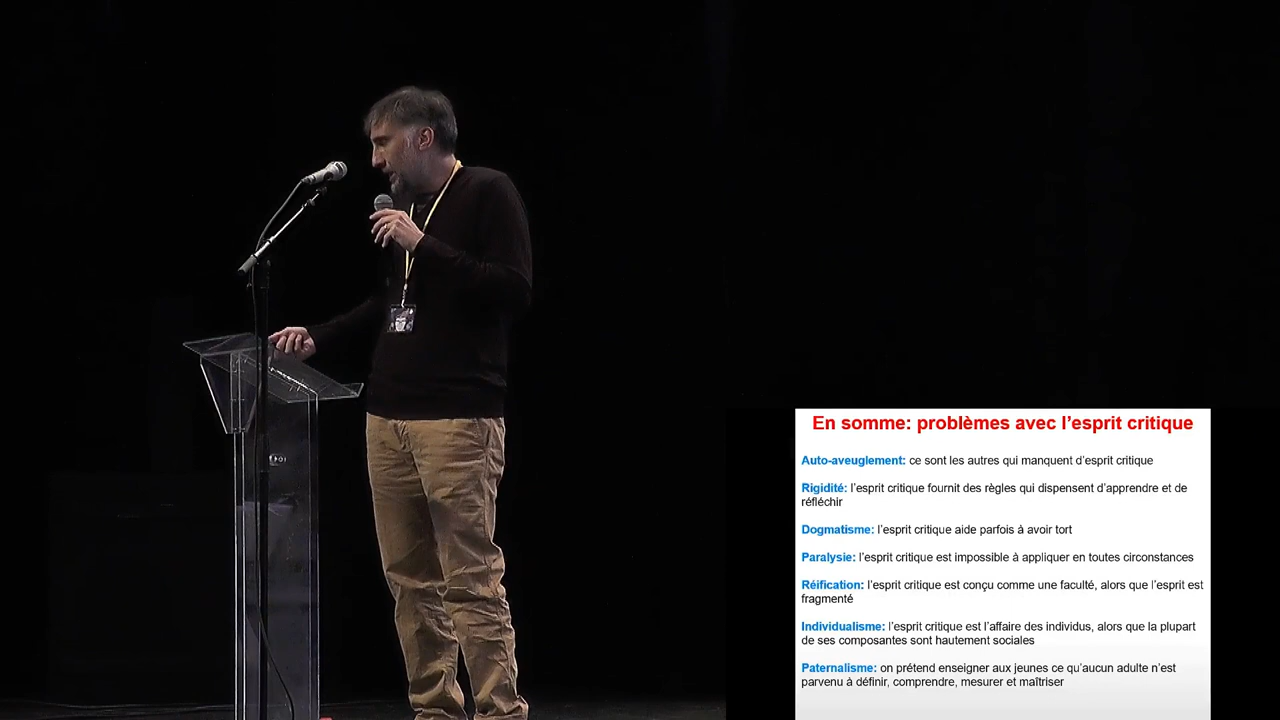 En somme: problèmes avec l'esprit critique
Auto-aveuglement: ce sont les autres qui manquent d'esprit critique
Rigidité: l'esprit critique fournit des règles qui dispensent d'apprendre et de
réfléchir
Dogmatisme: l'esprit critique aide parfois à avoir tort
Paralysie: l'esprit critique est impossible à appliquer en toutes circonstances
Réification: l'esprit critique est conçu comme une faculté, alors que l'esprit est
fragmenté
Individualisme: l'esprit critique est l'affaire des individus, alors que la plupart
de ses composantes sont hautement sociales
Paternalisme: on prétend enseigner aux jeunes ce qu'aucun adulte n'est
parvenu à définir, comprendre, mesurer et maîtriser